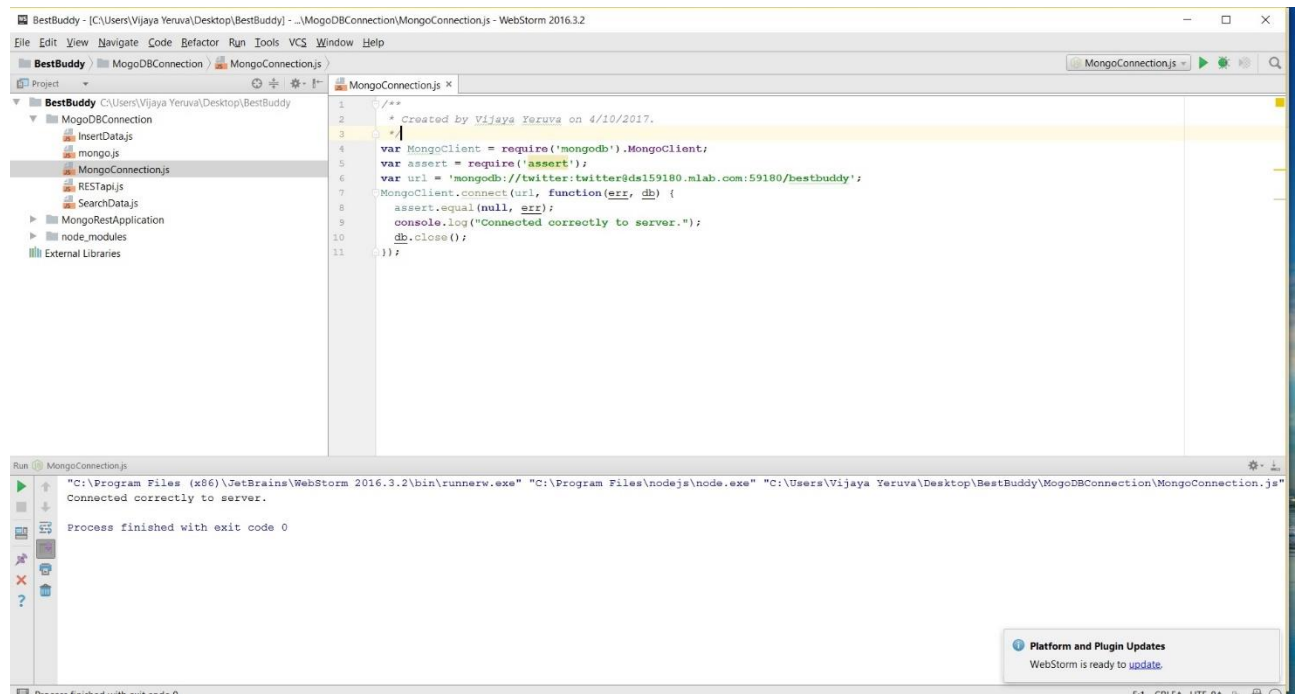 BestBuddy - [C:\Users\Vijaya Yeruva\Desktop\BestBuddy] - ...\MogoDBConnection\MongoConnection.js - WebStorm 2016.3.2
File Edit View Navigate Code Refactor Run Tools VCS Window Help
BestBuddy MogoDBConnection MongoConnection.js
MongoConnection.js
Project
MongoConnection.js ×
BestBuddy C:\Users\Vijaya Yeruva\Desktop\BestBuddy
MogoDBConnection
InsertData.js
mongo.js
MongoConnection.js
RESTapi.js
SearchData.js
MongoRestApplication
node_modules
External Libraries
1 /**
2 * Created by Vijaya Yeruva on 4/10/2017.
3 */
4 var MongoClient = require('mongodb').MongoClient;
5 var assert = require('assert');
6 var url = 'mongodb://twitter:twitter@ds159180.mlab.com:59180/bestbuddy';
7 MongoClient.connect(url, function(err, db) {
8 assert.equal(null, err);
9 console.log("Connected correctly to server.");
10 db.close();
11 });
Run MongoConnection.js
"C:\Program Files (x86)\JetBrains\WebStorm 2016.3.2\bin\runnerw.exe" "C:\Program Files\nodejs\node.exe" "C:\Users\Vijaya Yeruva\Desktop\BestBuddy\MogoDBConnection\MongoConnection.js"
Connected correctly to server.
Process finished with exit code 0
Platform and Plugin Updates
WebStorm is ready to update.
Process finished with exit code 0